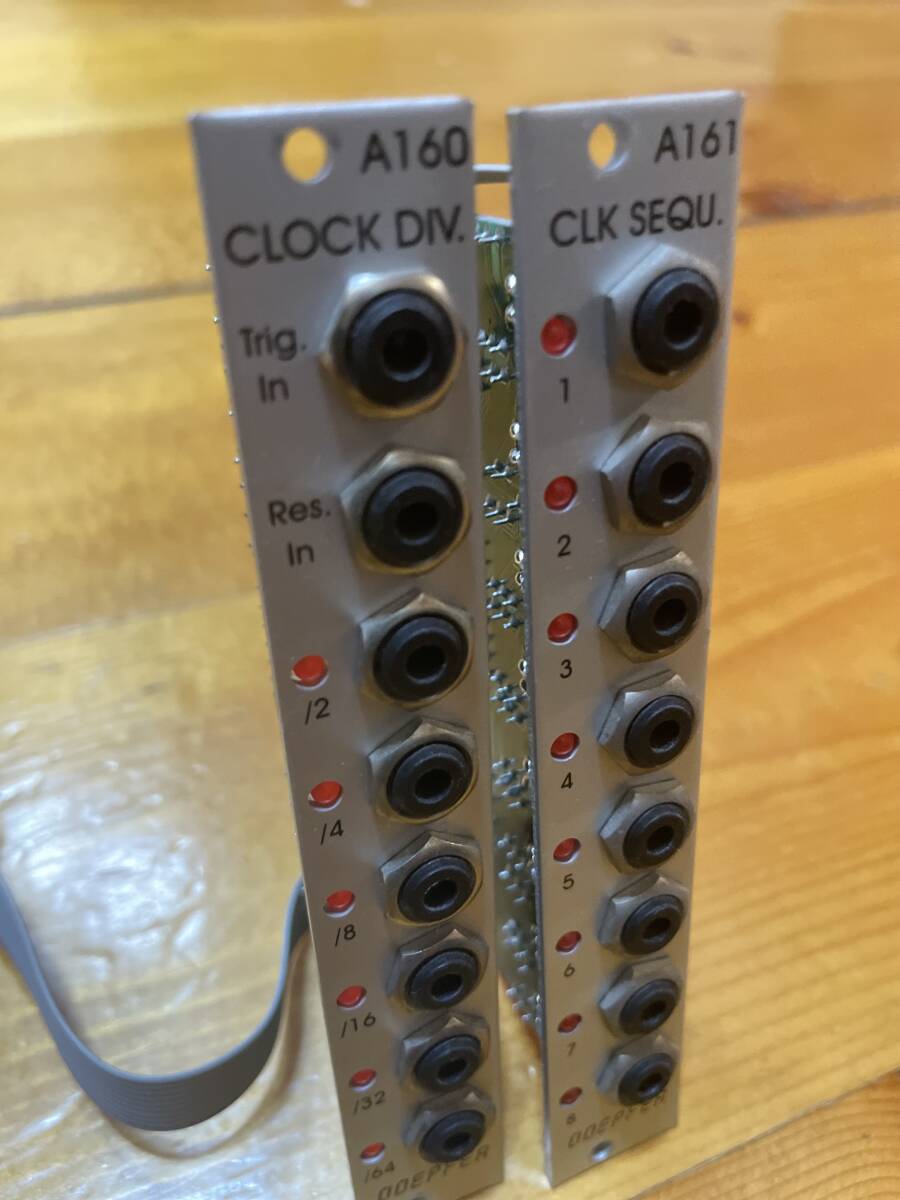 A160
CLOCK DIV.
Trig.
In
Res.
In
/2
/4
/8
/16
/32
/64
DOEPFER
A161
CLK SEQU.
1
2
3
4
5
6
7
8
DOEPFER